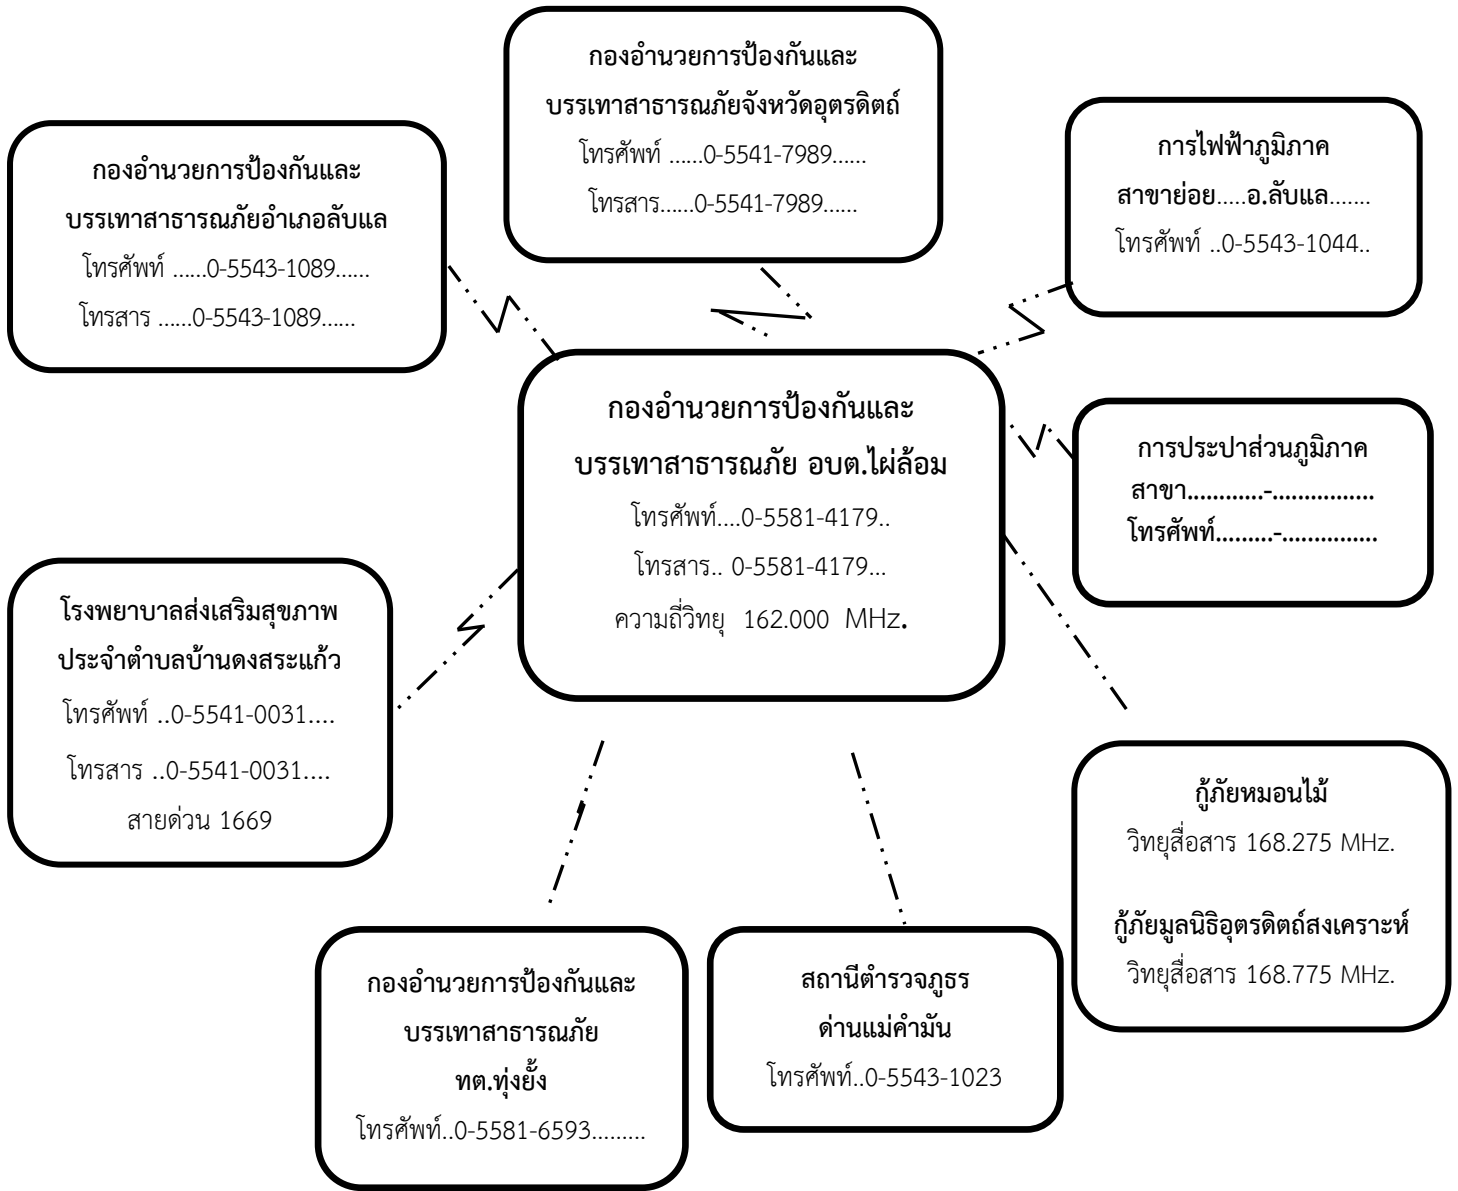 กองอำนวยการป้องกันและ
บรรเทาสาธารณภัยจังหวัดอุตรดิตถ์
โทรศัพท์ ......0-5541-7989......
โทรสาร......0-5541-7989......
กองอำนวยการป้องกันและ
บรรเทาสาธารณภัยอำเภอลับแล
โทรศัพท์ ......0-5543-1089......
โทรสาร ......0-5543-1089......
การไฟฟ้าภูมิภาค
สาขาย่อย.....อ.ลับแล.......
โทรศัพท์ ..0-5543-1044..
กองอำนวยการป้องกันและ
บรรเทาสาธารณภัย อบต.ไผ่ล้อม
โทรศัพท์....0-5581-4179..
โทรสาร.. 0-5581-4179...
ความถี่วิทยุ 162.000 MHz.
การประปาส่วนภูมิภาค
สาขา............-................
โทรศัพท์.........-...............
โรงพยาบาลส่งเสริมสุขภาพ
ประจำตำบลบ้านดงสระแก้ว
โทรศัพท์ ..0-5541-0031....
โทรสาร ..0-5541-0031....
สายด่วน 1669
กู้ภัยหมอนไม้
วิทยุสื่อสาร 168.275 MHz.
กู้ภัยมูลนิธิอุตรดิตถ์สงเคราะห์
วิทยุสื่อสาร 168.775 MHz.
กองอำนวยการป้องกันและ
บรรเทาสาธารณภัย
ทต.ทุ่งยั้ง
โทรศัพท์..0-5581-6593.........
สถานีตำรวจภูธร
ด่านแม่คำมัน
โทรศัพท์..0-5543-1023